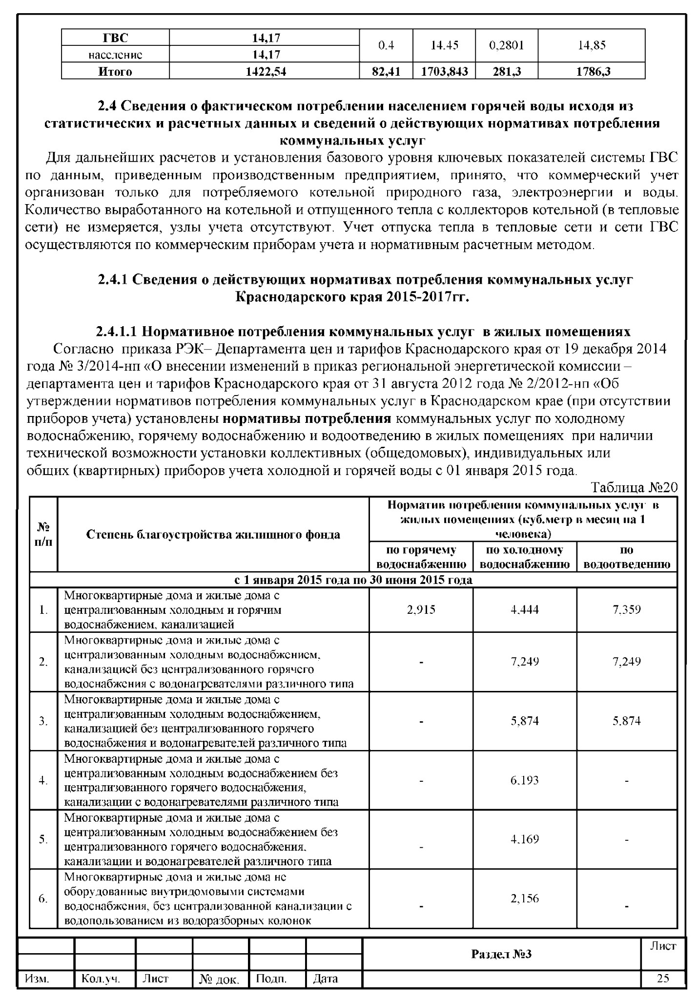 ГВС 14,17 0,4 14,45 0,2801 14,85
население 14,17
Итого 1422,54 82,41 1703,843 281,3 1786,3
2.4 Сведения о фактическом потреблении населением горячей воды исходя из
статистических и расчетных данных и сведений о действующих нормативах потребления
коммунальных услуг
Для дальнейших расчетов и установления базового уровня ключевых показателей системы ГВС
по данным, приведенным производственным предприятием, принято, что коммерческий учет
организован только для потребляемого котельной природного газа, электроэнергии и воды.
Количество выработанного на котельной и отпущенного тепла с коллекторов котельной (в тепловые
сети) не измеряется, узлы учета отсутствуют. Учет отпуска тепла в тепловые сети и сети ГВС
осуществляются по коммерческим приборам учета и нормативным расчетным методом.
2.4.1 Сведения о действующих нормативах потребления коммунальных услуг
Краснодарского края 2015-2017гг.
2.4.1.1 Нормативное потребления коммунальных услуг в жилых помещениях
Согласно приказа РЭК– Департамента цен и тарифов Краснодарского края от 19 декабря 2014
года № 3/2014-нп «О внесении изменений в приказ региональной энергетической комиссии –
департамента цен и тарифов Краснодарского края от 31 августа 2012 года № 2/2012-нп «Об
утверждении нормативов потребления коммунальных услуг в Краснодарском крае (при отсутствии
приборов учета) установлены нормативы потребления коммунальных услуг по холодному
водоснабжению, горячему водоснабжению и водоотведению в жилых помещениях при наличии
технической возможности установки коллективных (общедомовых), индивидуальных или
общих (квартирных) приборов учета холодной и горячей воды с 01 января 2015 года.
Таблица №20
№
п/п
Степень благоустройства жилищного фонда
Норматив потребления коммунальных услуг в
жилых помещениях (куб.метр в месяц на 1
человека)
по горячему
водоснабжению
по холодному
водоснабжению
по
водоотведению
с 1 января 2015 года по 30 июня 2015 года
Многоквартирные дома и жилые дома с
1. централизованным холодным и горячим 2,915 4,444 7,359
водоснабжением, канализацией
Многоквартирные дома и жилые дома с
централизованным холодным водоснабжением,
2. - 7,249 7,249
канализацией без централизованного горячего
водоснабжения с водонагревателями различного типа
Многоквартирные дома и жилые дома с
централизованным холодным водоснабжением,
3. - 5,874 5,874
канализацией без централизованного горячего
водоснабжения и водонагревателей различного типа
Многоквартирные дома и жилые дома с
централизованным холодным водоснабжением без
4. - 6,193 -
централизованного горячего водоснабжения,
канализации с водонагревателями различного типа
Многоквартирные дома и жилые дома с
централизованным холодным водоснабжением без
5. - 4,169 -
централизованного горячего водоснабжения,
канализации и водонагревателей различного типа
Многоквартирные дома и жилые дома не
оборудованные внутридомовыми системами
6. - 2,156 -
водоснабжения, без централизованной канализации с
водопользованием из водоразборных колонок
Раздел №3
Лист
Изм. Кол.уч. Лист № док. Подп. Дата 25